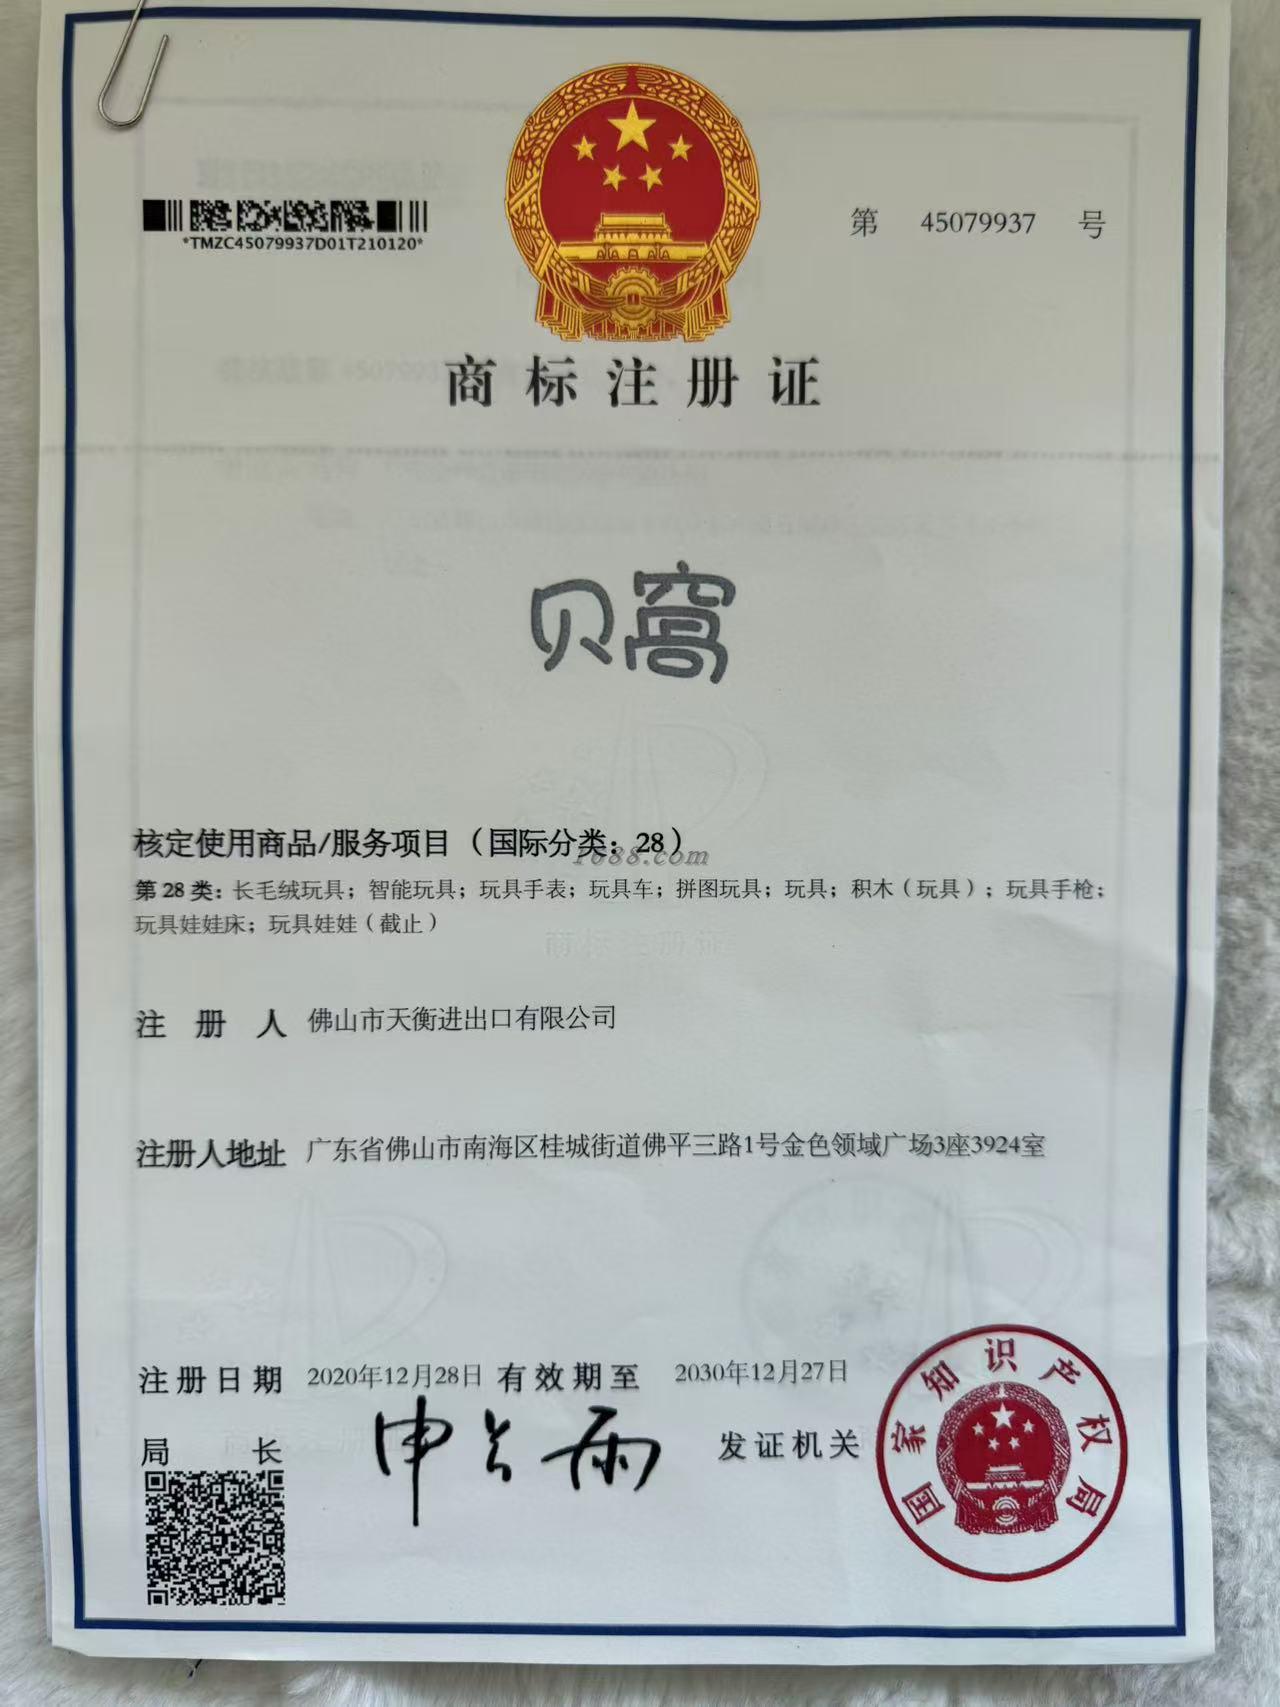 *TMZC45079937D01T210120*
第 45079937 号
商标注册证
贝窝
核定使用商品/服务项目（国际分类：28）
1688.com
第 28 类：长毛绒玩具；智能玩具；玩具手表；玩具车；拼图玩具；玩具；积木（玩具）；玩具手枪；
玩具娃娃床；玩具娃娃（截止）
注册人 佛山市天衡进出口有限公司
注册人地址 广东省佛山市南海区桂城街道佛平三路1号金色领域广场3座3924室
注册日期 2020年12月28日 有效期至 2030年12月27日
局长 申长雨 发证机关
国家知识产权局